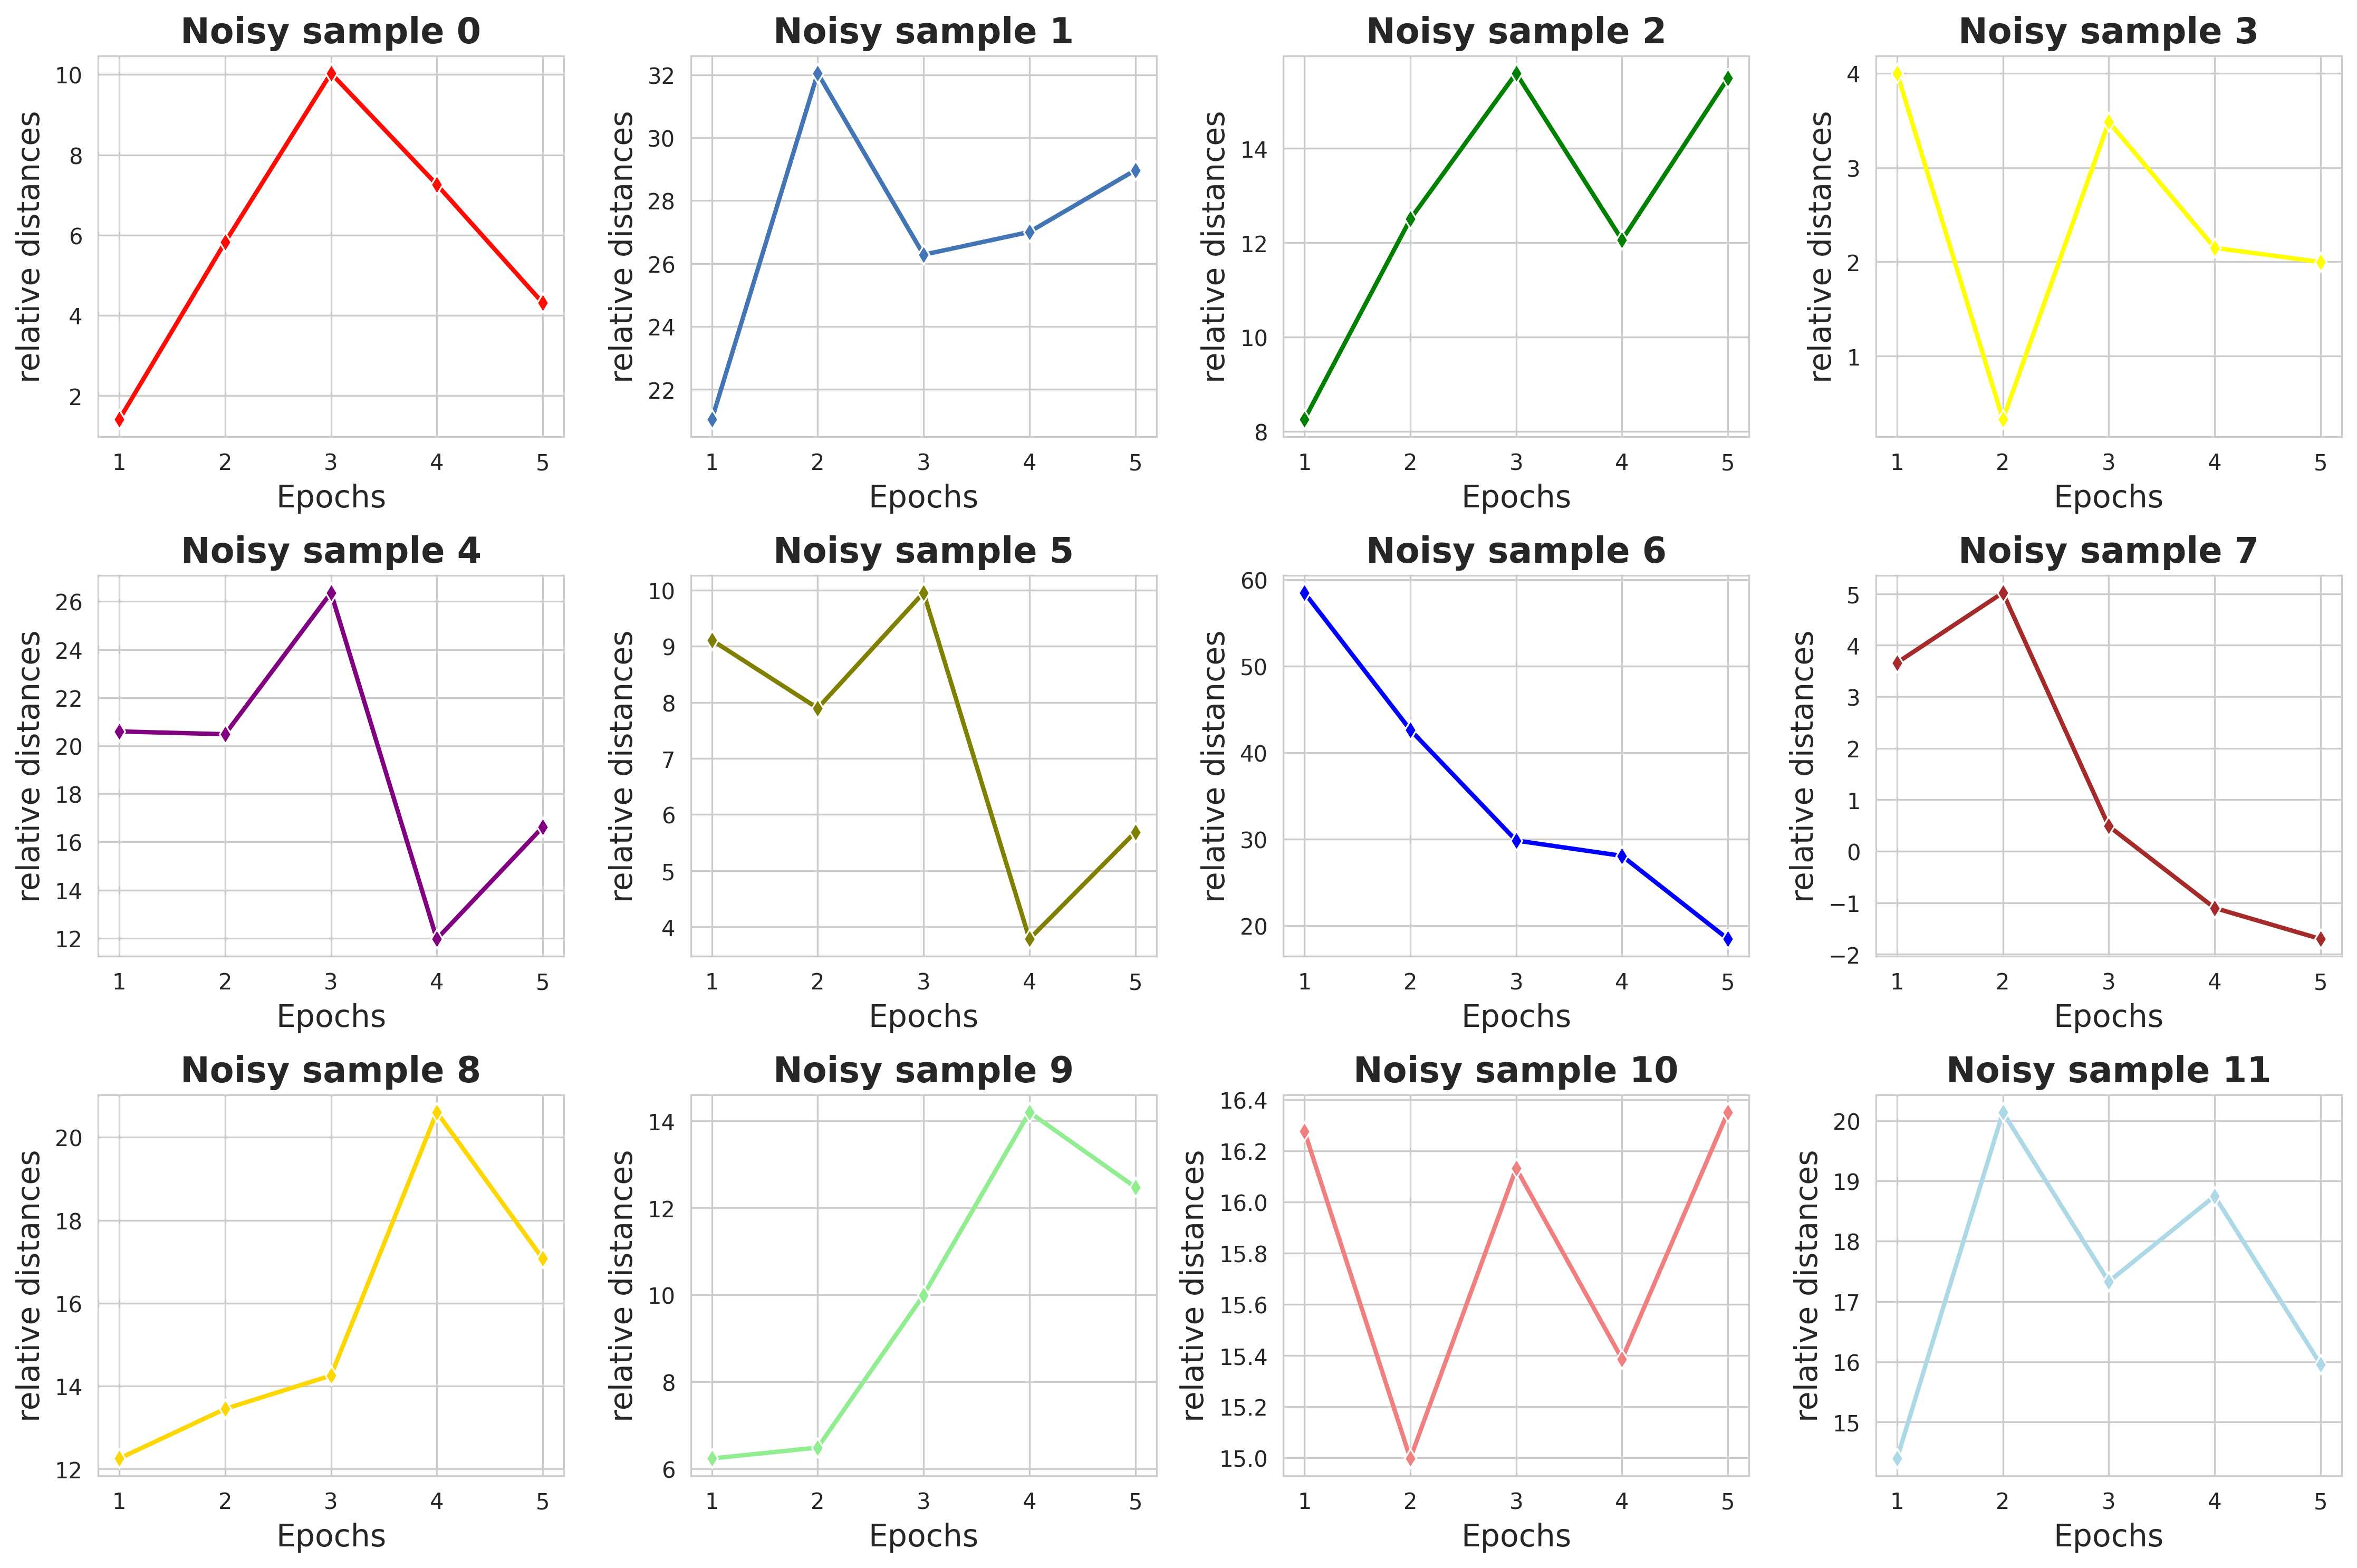 Noisy sample 0
10
8
6
4
2
relative distances
1 2 3 4 5
Epochs
Noisy sample 1
32
30
28
26
24
22
relative distances
1 2 3 4 5
Epochs
Noisy sample 2
14
12
10
8
relative distances
1 2 3 4 5
Epochs
Noisy sample 3
4
3
2
1
relative distances
1 2 3 4 5
Epochs
Noisy sample 4
26
24
22
20
18
16
14
12
relative distances
1 2 3 4 5
Epochs
Noisy sample 5
10
9
8
7
6
5
4
relative distances
1 2 3 4 5
Epochs
Noisy sample 6
60
50
40
30
20
relative distances
1 2 3 4 5
Epochs
Noisy sample 7
5
4
3
2
1
0
−1
−2
relative distances
1 2 3 4 5
Epochs
Noisy sample 8
20
18
16
14
12
relative distances
1 2 3 4 5
Epochs
Noisy sample 9
14
12
10
8
6
relative distances
1 2 3 4 5
Epochs
Noisy sample 10
16.4
16.2
16.0
15.8
15.6
15.4
15.2
15.0
relative distances
1 2 3 4 5
Epochs
Noisy sample 11
20
19
18
17
16
15
relative distances
1 2 3 4 5
Epochs